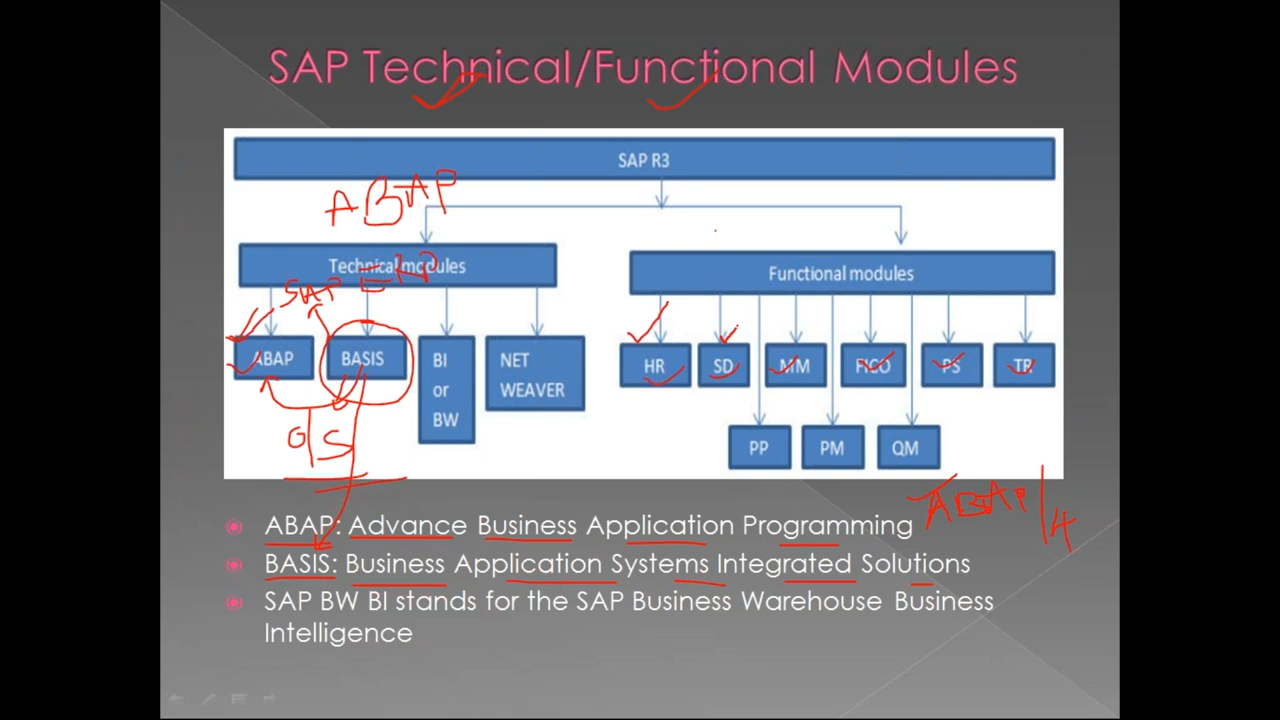 SAP Technical/Functional Modules
SAP R3
ABAP
Technical modules
Functional modules
SAP ERP
ABAP
BASIS
BI
or
BW
NET
WEAVER
HR
SD
MM
FICO
PS
TR
PP
PM
QM
O/S
ABAP/4
ABAP: Advance Business Application Programming
BASIS: Business Application Systems Integrated Solutions
SAP BW BI stands for the SAP Business Warehouse Business
Intelligence